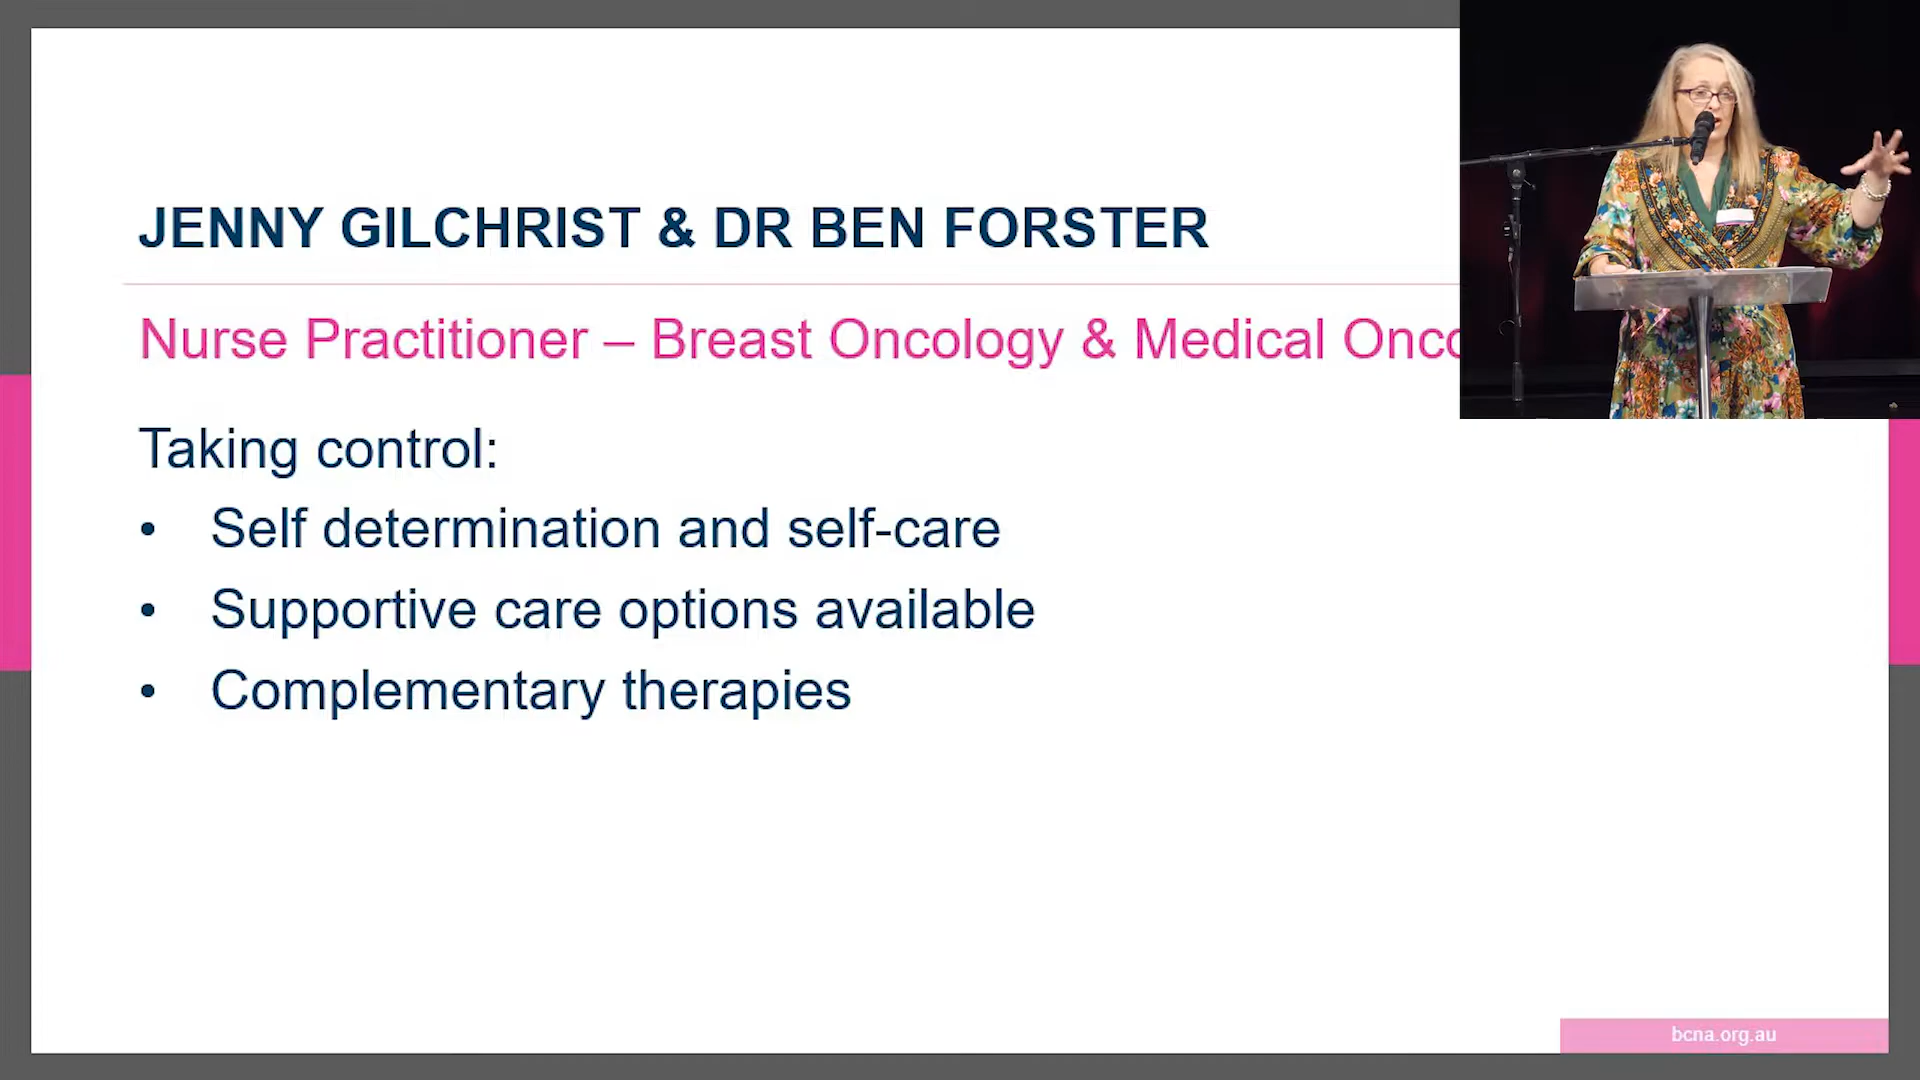 JENNY GILCHRIST & DR BEN FORSTER
Nurse Practitioner – Breast Oncology & Medical
Taking control:
• Self determination and self-care
• Supportive care options available
• Complementary therapies
bcna.org.au